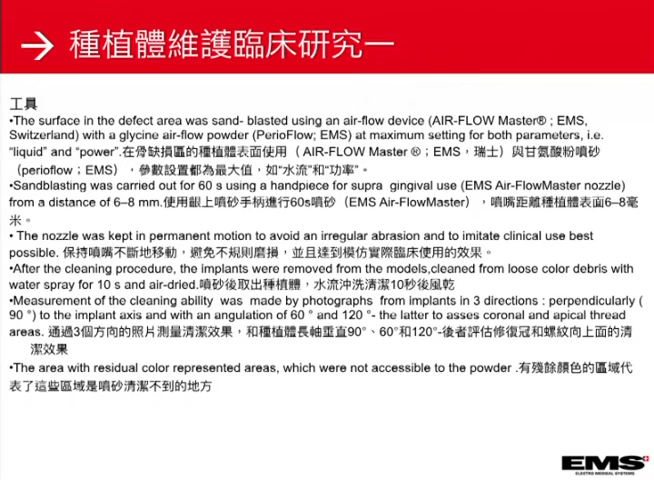 → 種植體維護臨床研究一
工具
•The surface in the defect area was sand- blasted using an air-flow device (AIR-FLOW Master® ; EMS,
Switzerland) with a glycine air-flow powder (PerioFlow; EMS) at maximum setting for both parameters, i.e.
“liquid” and “power”.在骨缺損區的種植體表面使用（ AIR-FLOW Master ®；EMS，瑞士）與甘氨酸粉噴砂
（perioflow；EMS），參數設置都為最大值，如“水流”和“功率”。
•Sandblasting was carried out for 60 s using a handpiece for supra gingival use (EMS Air-FlowMaster nozzle)
from a distance of 6–8 mm.使用齦上噴砂手柄進行60s噴砂（EMS Air-FlowMaster），噴嘴距離種植體表面6–8毫
米。
• The nozzle was kept in permanent motion to avoid an irregular abrasion and to imitate clinical use best
possible. 保持噴嘴不斷地移動，避免不規則磨損，並且達到模仿實際臨床使用的效果。
•After the cleaning procedure, the implants were removed from the models,cleaned from loose color debris with
water spray for 10 s and air-dried.噴砂後取出種植體，水流沖洗清潔10秒後風乾
•Measurement of the cleaning ability was made by photographs from implants in 3 directions : perpendicularly (
90 °) to the implant axis and with an angulation of 60 ° and 120 °- the latter to asses coronal and apical thread
areas. 通過3個方向的照片測量清潔效果，和種植體長軸垂直90°、60°和120°-後者評估修復冠和螺紋向上面的清
潔效果
•The area with residual color represented areas, which were not accessible to the powder .有殘餘顏色的區域代
表了這些區域是噴砂清潔不到的地方
EMS
ELECTRO MEDICAL SYSTEMS